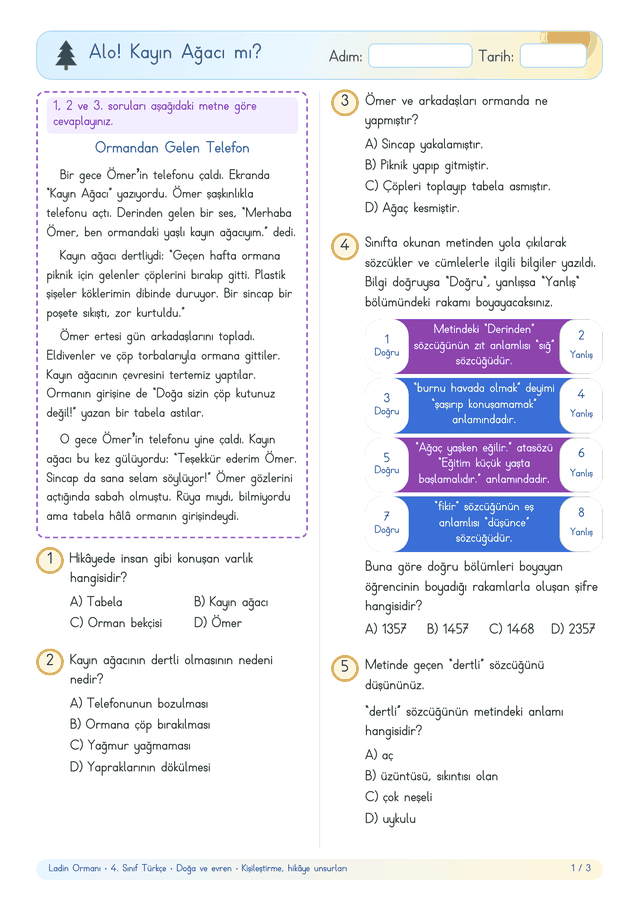 Alo! Kayın Ağacı mı?
Adım:
Tarih:
1, 2 ve 3. soruları aşağıdaki metne göre
cevaplayınız.
Ormandan Gelen Telefon
Bir gece Ömer'in telefonu çaldı. Ekranda
"Kayın Ağacı" yazıyordu. Ömer şaşkınlıkla
telefonu açtı. Derinden gelen bir ses, "Merhaba
Ömer, ben ormandaki yaşlı kayın ağacıyım." dedi.
Kayın ağacı dertliydi: "Geçen hafta ormana
piknik için gelenler çöplerini bırakıp gitti. Plastik
şişeler köklerimin dibinde duruyor. Bir sincap bir
poşete sıkıştı, zor kurtuldu."
Ömer ertesi gün arkadaşlarını topladı.
Eldivenler ve çöp torbalarıyla ormana gittiler.
Kayın ağacının çevresini tertemiz yaptılar.
Ormanın girişine de "Doğa sizin çöp kutunuz
değil!" yazan bir tabela astılar.
O gece Ömer'in telefonu yine çaldı. Kayın
ağacı bu kez gülüyordu: "Teşekkür ederim Ömer.
Sincap da sana selam söylüyor!" Ömer gözlerini
açtığında sabah olmuştu. Rüya mıydı, bilmiyordu
ama tabela hâlâ ormanın girişindeydi.
1
Hikâyede insan gibi konuşan varlık
hangisidir?
A) Tabela B) Kayın ağacı
C) Orman bekçisi D) Ömer
2
Kayın ağacının dertli olmasının nedeni
nedir?
A) Telefonunun bozulması
B) Ormana çöp bırakılması
C) Yağmur yağmaması
D) Yapraklarının dökülmesi
3
Ömer ve arkadaşları ormanda ne
yapmıştır?
A) Sincap yakalamıştır.
B) Piknik yapıp gitmiştir.
C) Çöpleri toplayıp tabela asmıştır.
D) Ağaç kesmiştir.
4
Sınıfta okunan metinden yola çıkılarak
sözcükler ve cümlelerle ilgili bilgiler yazıldı.
Bilgi doğruysa "Doğru", yanlışsa "Yanlış"
bölümündeki rakamı boyayacaksınız.
1
Doğru
Metindeki "Derinden"
sözcüğünün zıt anlamlısı "sığ"
sözcüğüdür.
2
Yanlış
3
Doğru
"burnu havada olmak" deyimi
"şaşırıp konuşamamak"
anlamındadır.
4
Yanlış
5
Doğru
"Ağaç yaşken eğilir." atasözü
"Eğitim küçük yaşta
başlamalıdır." anlamındadır.
6
Yanlış
7
Doğru
"fikir" sözcüğünün eş
anlamlısı "düşünce"
sözcüğüdür.
8
Yanlış
Buna göre doğru bölümleri boyayan
öğrencinin boyadığı rakamlarla oluşan şifre
hangisidir?
A) 1357 B) 1457 C) 1468 D) 2357
5
Metinde geçen "dertli" sözcüğünü
düşününüz.
"dertli" sözcüğünün metindeki anlamı
hangisidir?
A) aç
B) üzüntüsü, sıkıntısı olan
C) çok neşeli
D) uykulu
Ladin Ormanı • 4. Sınıf Türkçe • Doğa ve evren • Kişileştirme, hikâye unsurları
1 / 3